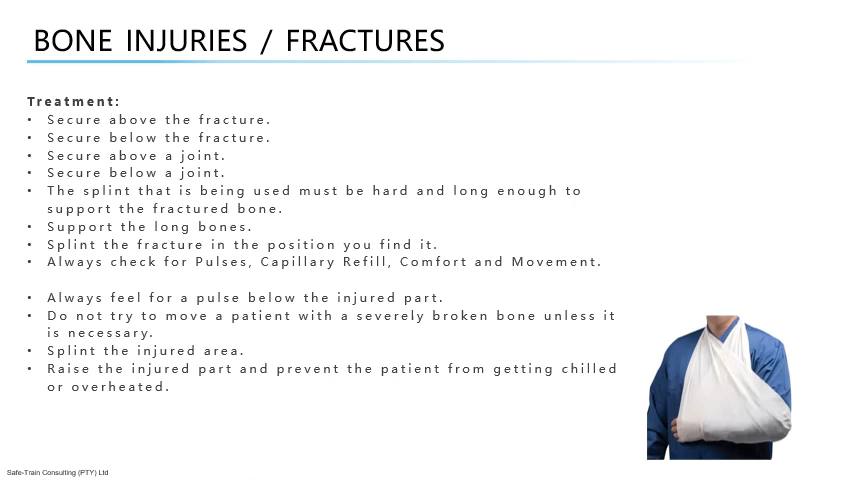 BONE INJURIES / FRACTURES
Treatment:
• Secure above the fracture.
• Secure below the fracture.
• Secure above a joint.
• Secure below a joint.
• The splint that is being used must be hard and long enough to
support the fractured bone.
• Support the long bones.
• Splint the fracture in the position you find it.
• Always check for Pulses, Capillary Refill, Comfort and Movement.
• Always feel for a pulse below the injured part.
• Do not try to move a patient with a severely broken bone unless it
is necessary.
• Splint the injured area.
• Raise the injured part and prevent the patient from getting chilled
or overheated.
Safe-Train Consulting (PTY) Ltd